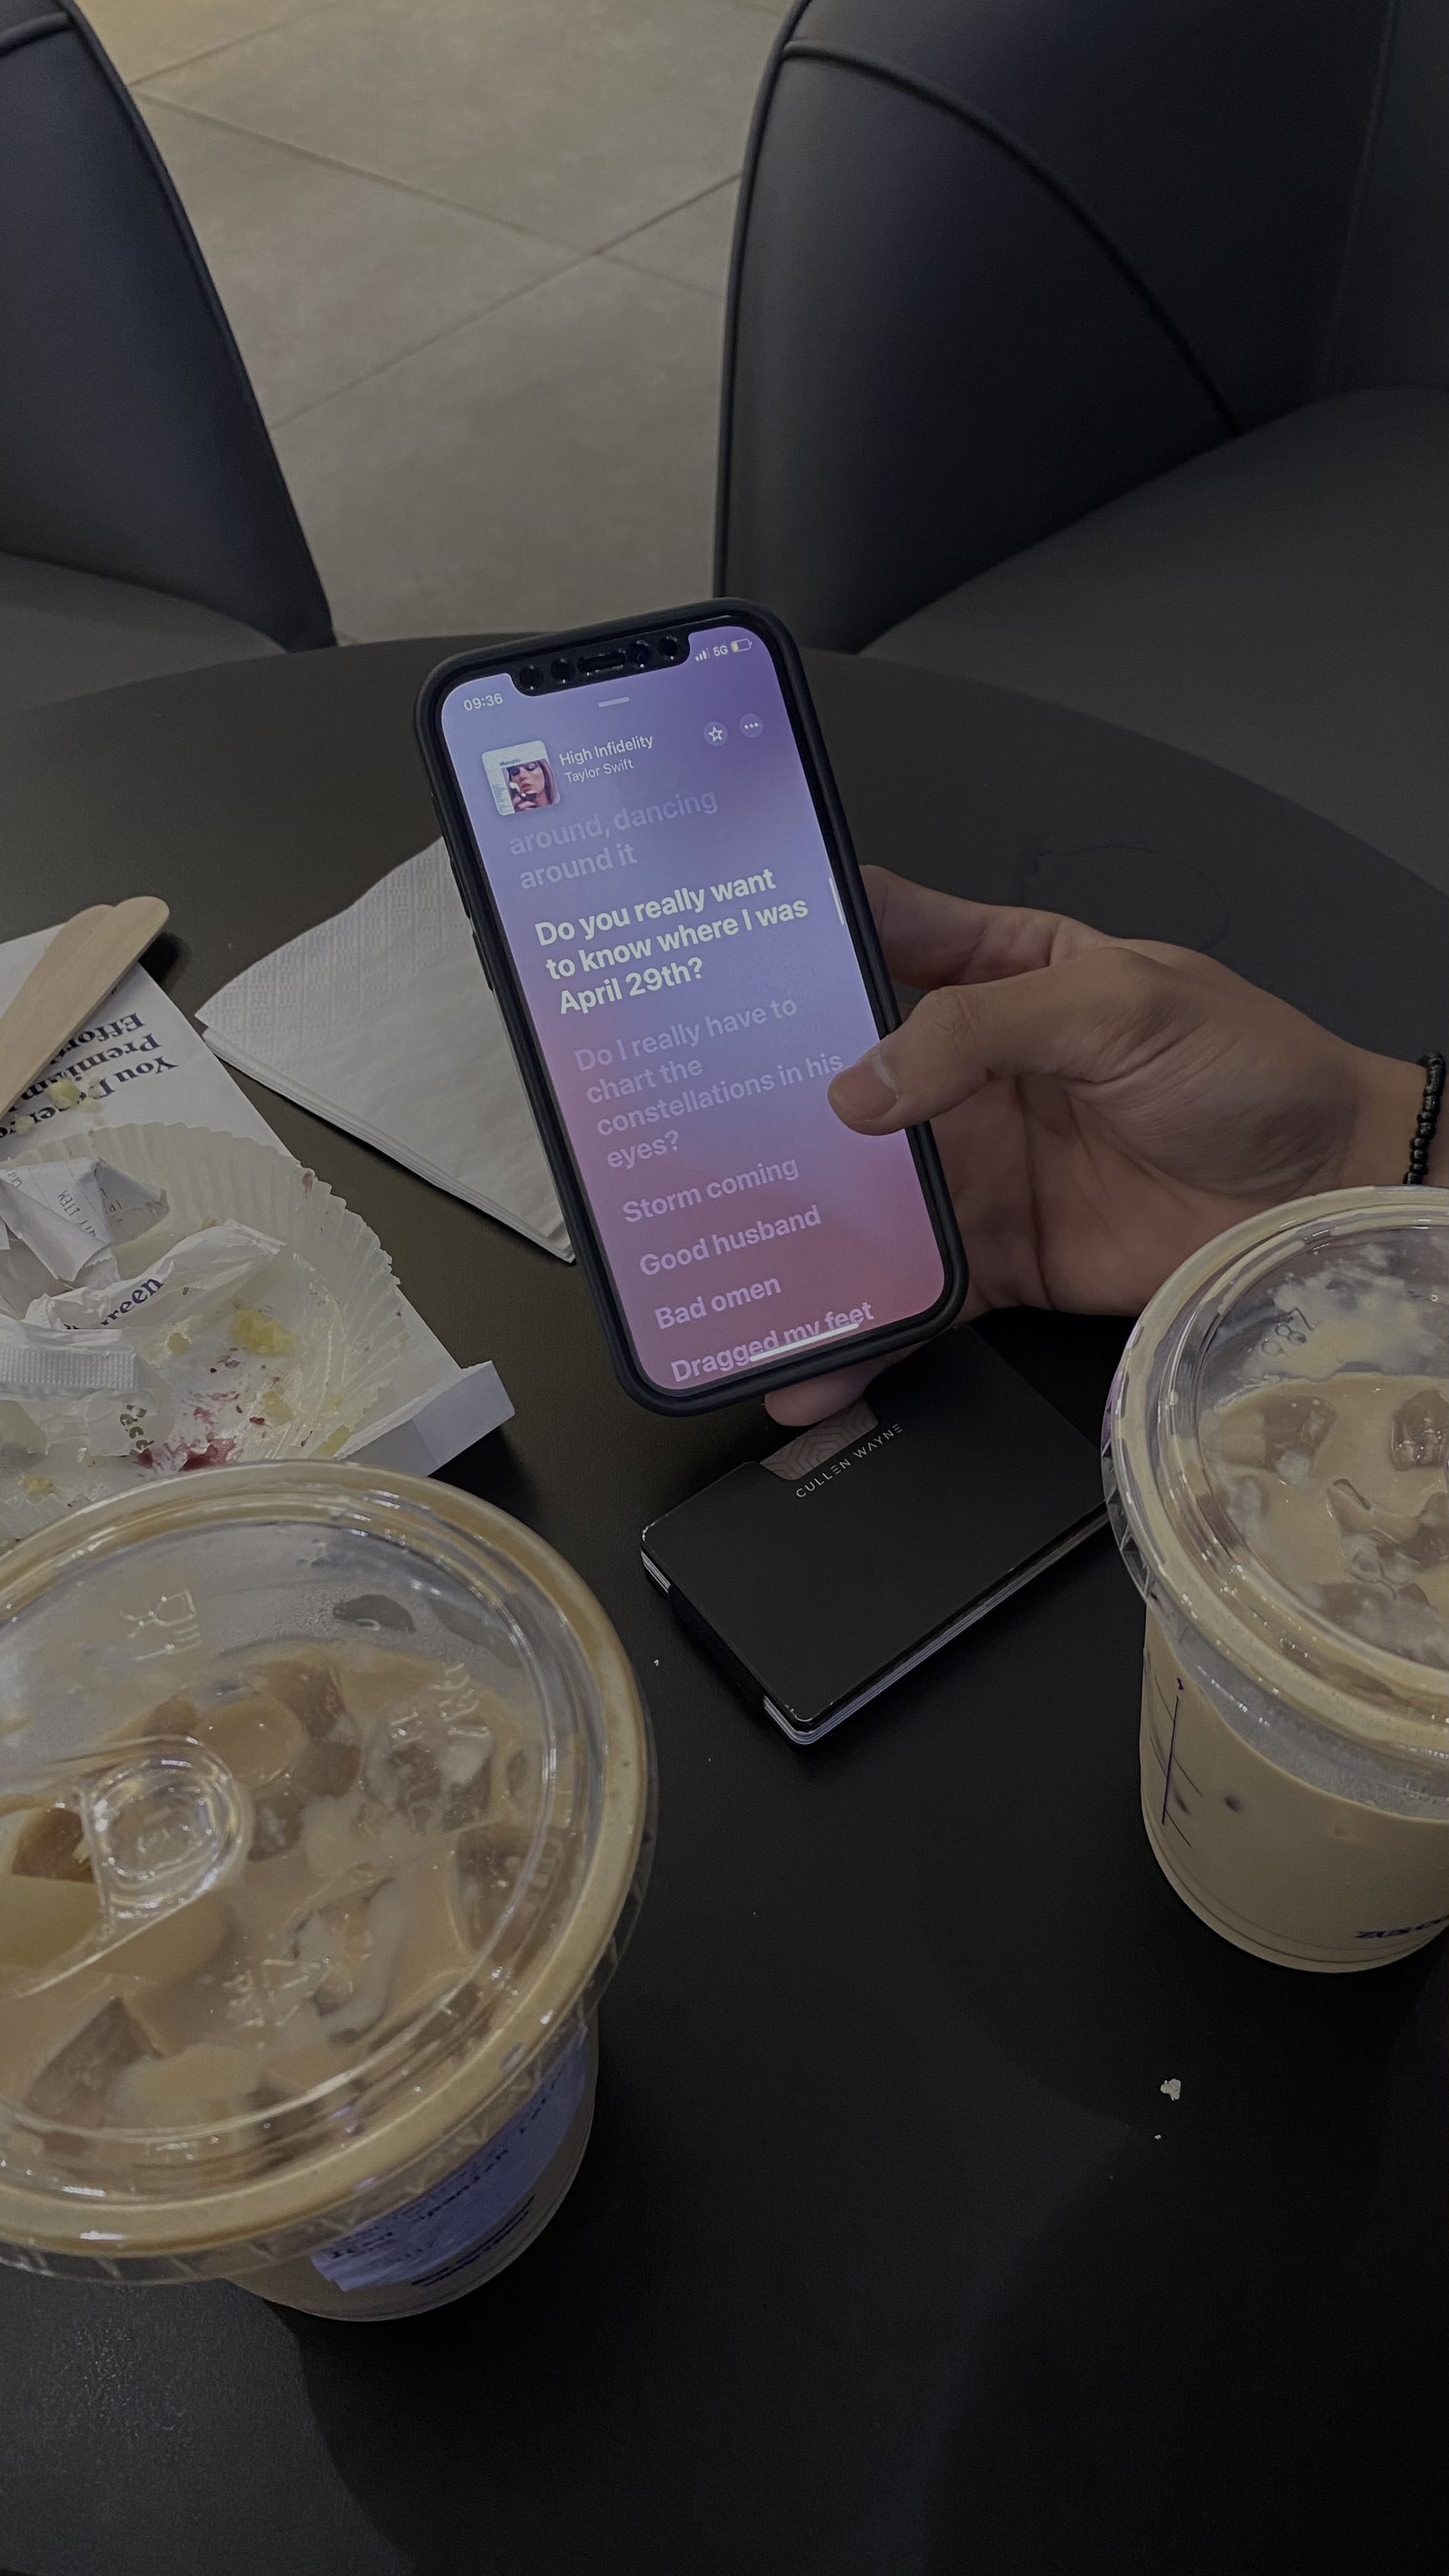 09:36
5G
High Infidelity
Taylor Swift
around, dancing
around it
Do you really want
to know where I was
April 29th?
Do I really have to
chart the
constellations in his
eyes?
Storm coming
Good husband
Bad omen
Dragged my feet
You
Premium
ITEM
CULLEN WAYNE